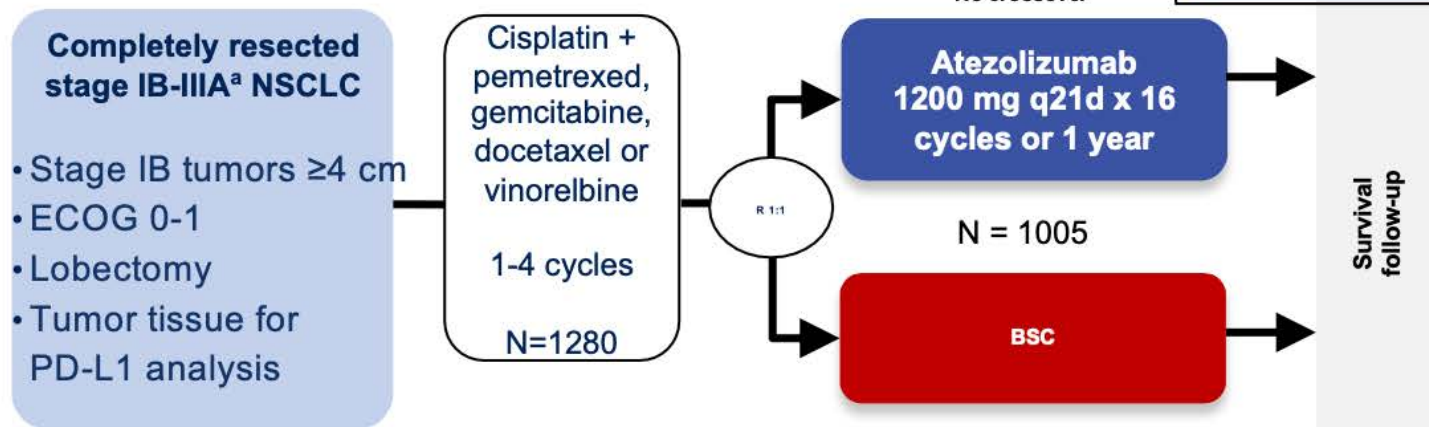 Completely resected
stage IB-IIIAª NSCLC
• Stage IB tumors ≥4 cm
• ECOG 0-1
• Lobectomy
• Tumor tissue for
PD-L1 analysis
Cisplatin +
pemetrexed,
gemcitabine,
docetaxel or
vinorelbine
1-4 cycles
N=1280
R 1:1
Atezolizumab
1200 mg q21d x 16
cycles or 1 year
N = 1005
BSC
Survival
follow-up